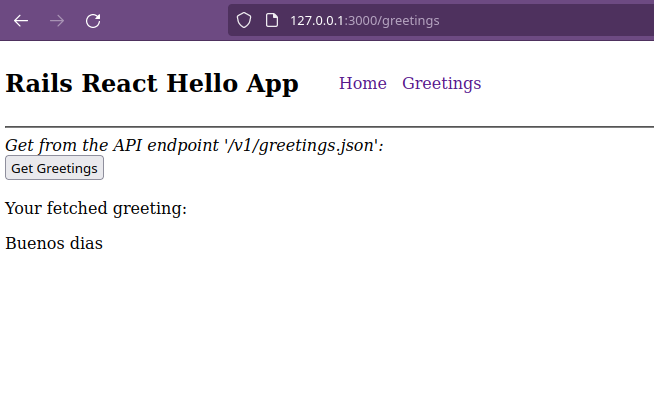 127.0.0.1:3000/greetings
Rails React Hello App Home Greetings
Get from the API endpoint '/v1/greetings.json':
Get Greetings
Your fetched greeting:
Buenos dias